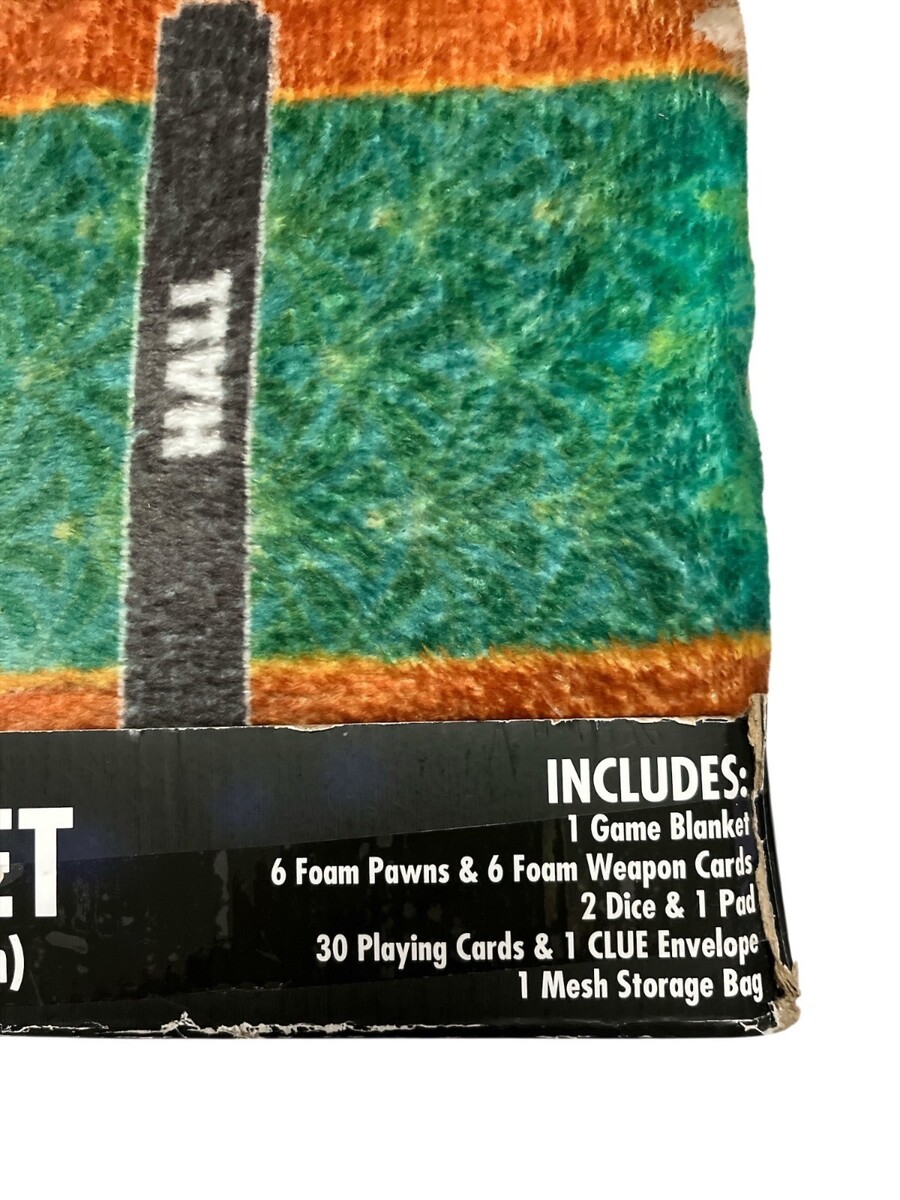 HALL
INCLUDES:
1 Game Blanket
6 Foam Pawns & 6 Foam Weapon Cards
2 Dice & 1 Pad
30 Playing Cards & 1 CLUE Envelope
1 Mesh Storage Bag